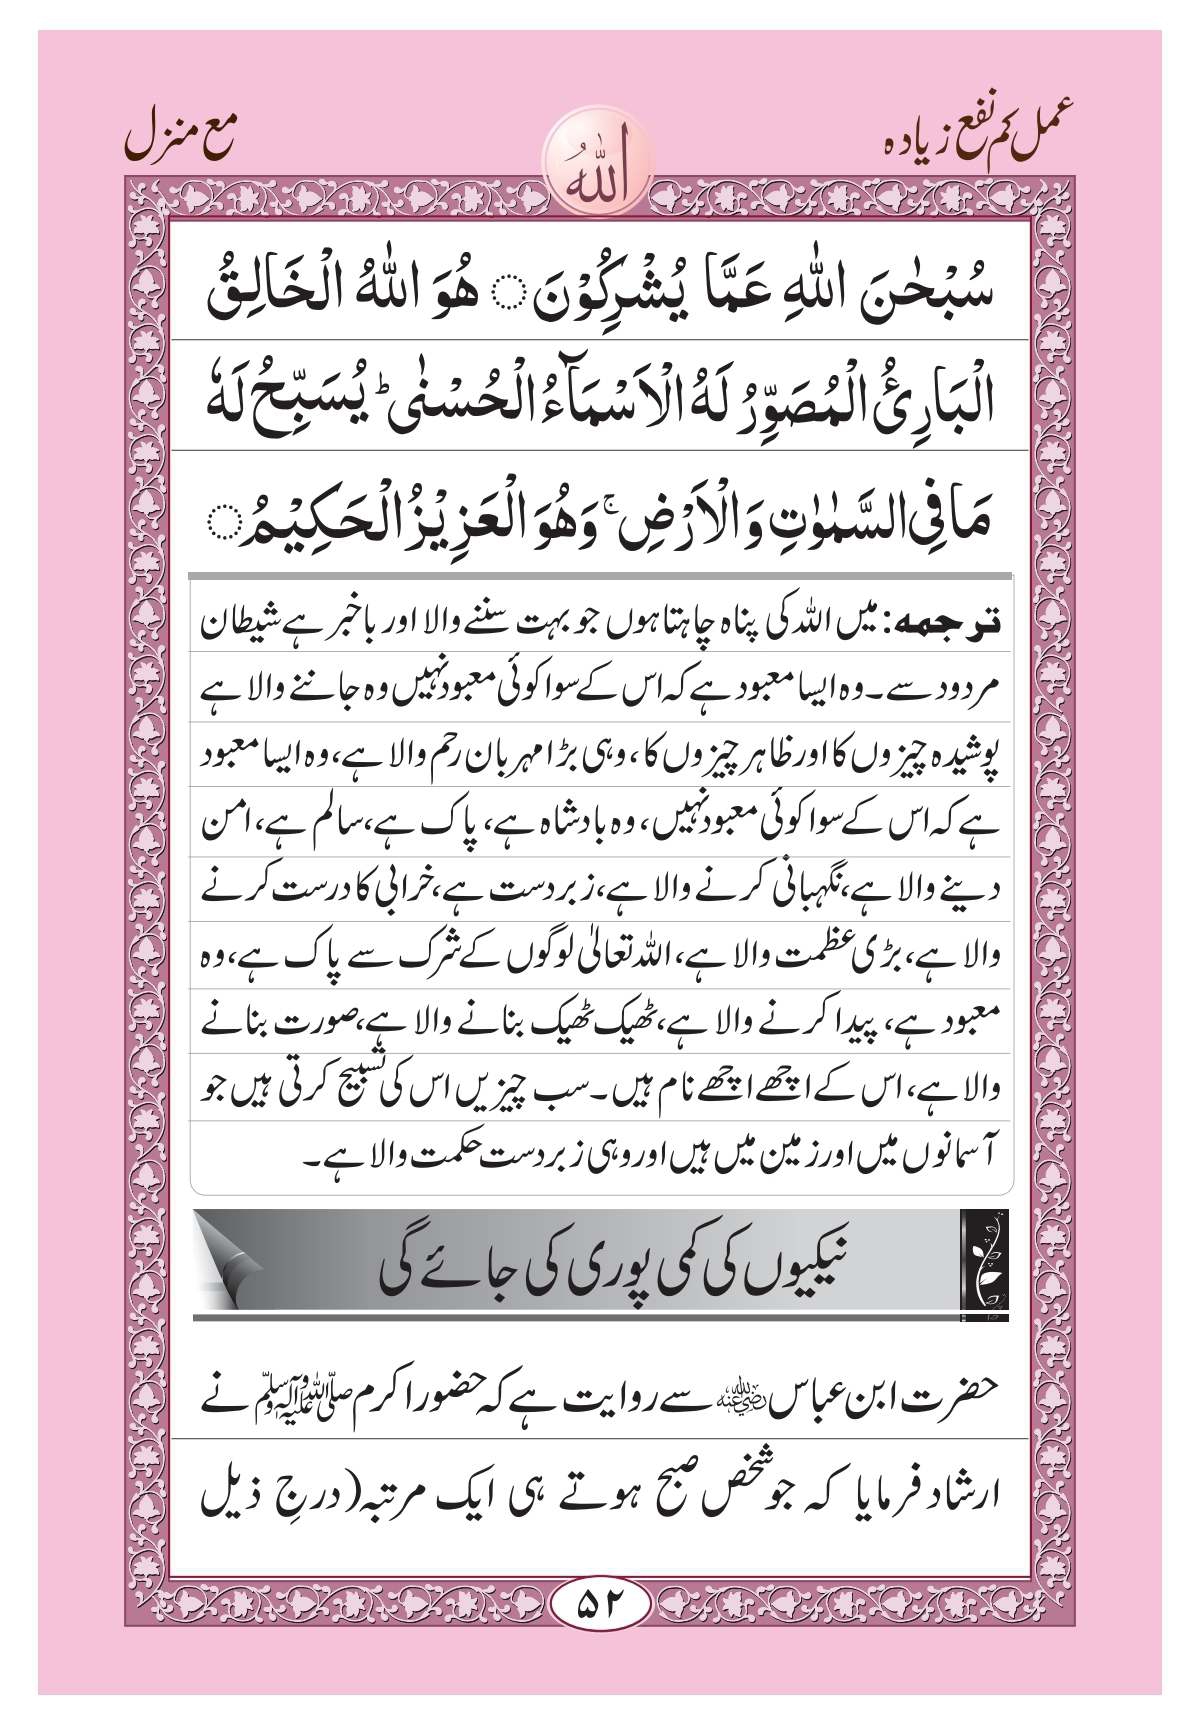 عمل کم نفع زیادہ
الله
مع منزل
سُبْحٰنَ اللّٰهِ عَمَّا يُشْرِكُوْنَ ۝ هُوَ اللّٰهُ الْخَالِقُ
الْبَارِئُ الْمُصَوِّرُ لَهُ الْاَسْمَآءُ الْحُسْنٰى ؕ يُسَبِّحُ لَهٗ
مَا فِى السَّمٰوٰتِ وَالْاَرْضِ ۚ وَهُوَ الْعَزِيْزُ الْحَكِيْمُ ۝
ترجمہ: میں اللہ کی پناہ چاہتا ہوں جو بہت سننے والا اور باخبر ہے شیطان
مردود سے۔ وہ ایسا معبود ہے کہ اس کے سوا کوئی معبود نہیں وہ جاننے والا ہے
پوشیدہ چیزوں کا اور ظاہر چیزوں کا، وہی بڑا مہربان رحم والا ہے، وہ ایسا معبود
ہے کہ اس کے سوا کوئی معبود نہیں، وہ بادشاہ ہے، پاک ہے، سالم ہے، امن
دینے والا ہے، نگہبانی کرنے والا ہے، زبردست ہے، خرابی کا درست کرنے
والا ہے، بڑی عظمت والا ہے، اللہ تعالیٰ لوگوں کے شرک سے پاک ہے، وہ
معبود ہے، پیدا کرنے والا ہے، ٹھیک ٹھیک بنانے والا ہے، صورت بنانے
والا ہے، اس کے اچھے اچھے نام ہیں۔ سب چیزیں اس کی تسبیح کرتی ہیں جو
آسمانوں میں اور زمین میں ہیں اور وہی زبردست حکمت والا ہے۔
نیکیوں کی کمی پوری کی جائے گی
حضرت ابن عباس رضی اللہ عنہ سے روایت ہے کہ حضور اکرم صلی اللہ علیہ وآلہ وسلم نے
ارشاد فرمایا کہ جو شخص صبح ہوتے ہی ایک مرتبہ (درجِ ذیل
۵۲